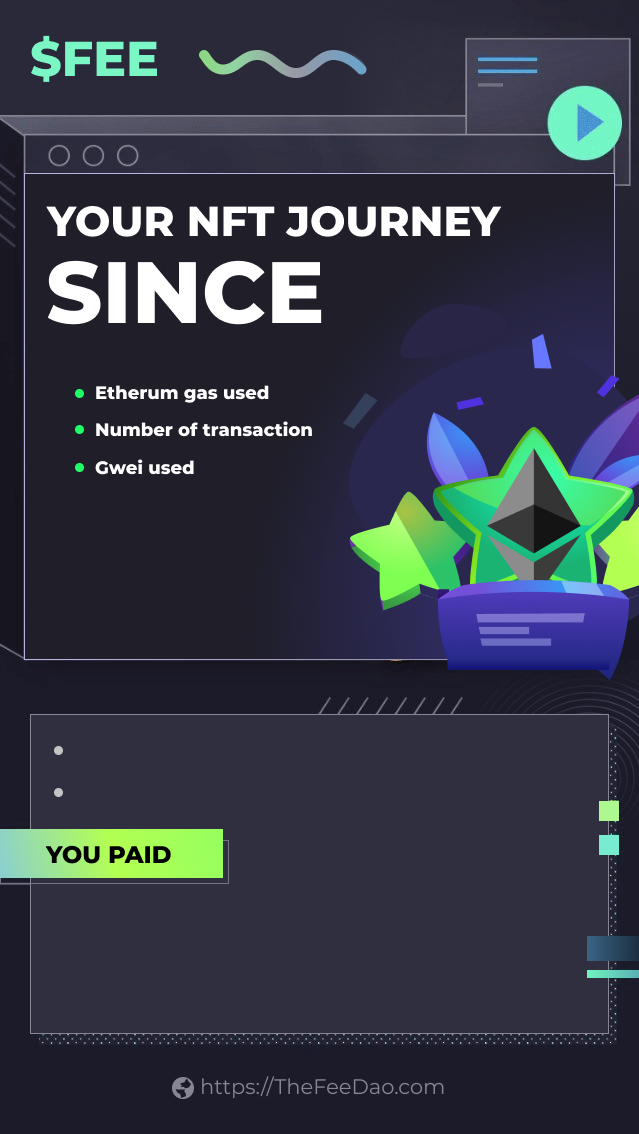 $FEE
YOUR NFT JOURNEY
SINCE
Etherum gas used
Number of transaction
Gwei used
YOU PAID
https://TheFeeDao.com